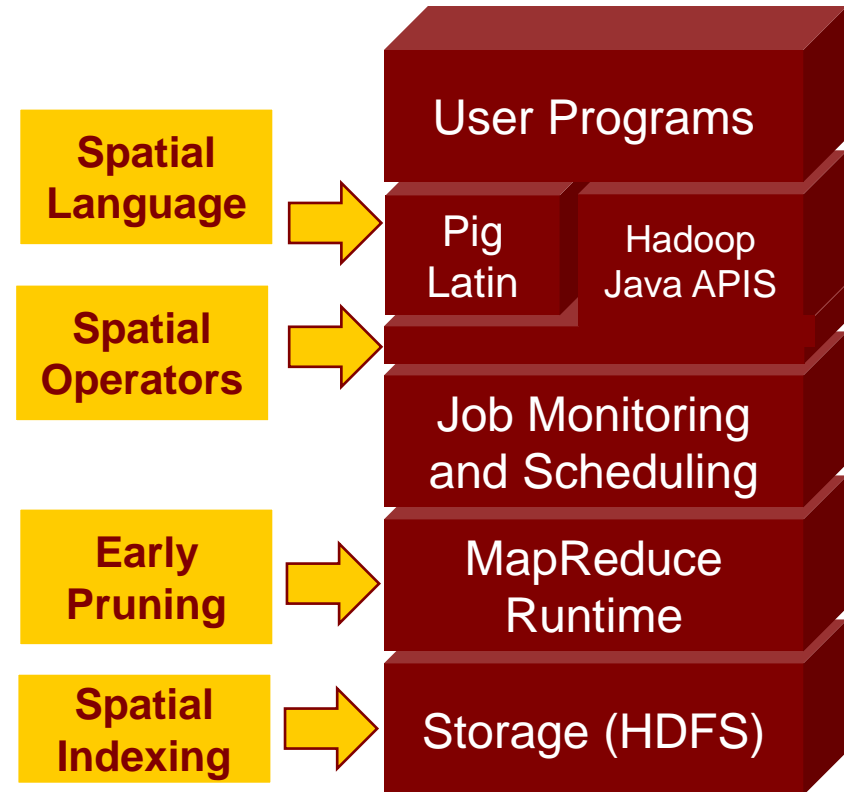 User Programs
Spatial
Language
Pig
Latin
Hadoop
Java APIS
Spatial
Operators
Job Monitoring
and Scheduling
Early
Pruning
MapReduce
Runtime
Spatial
Indexing
Storage (HDFS)